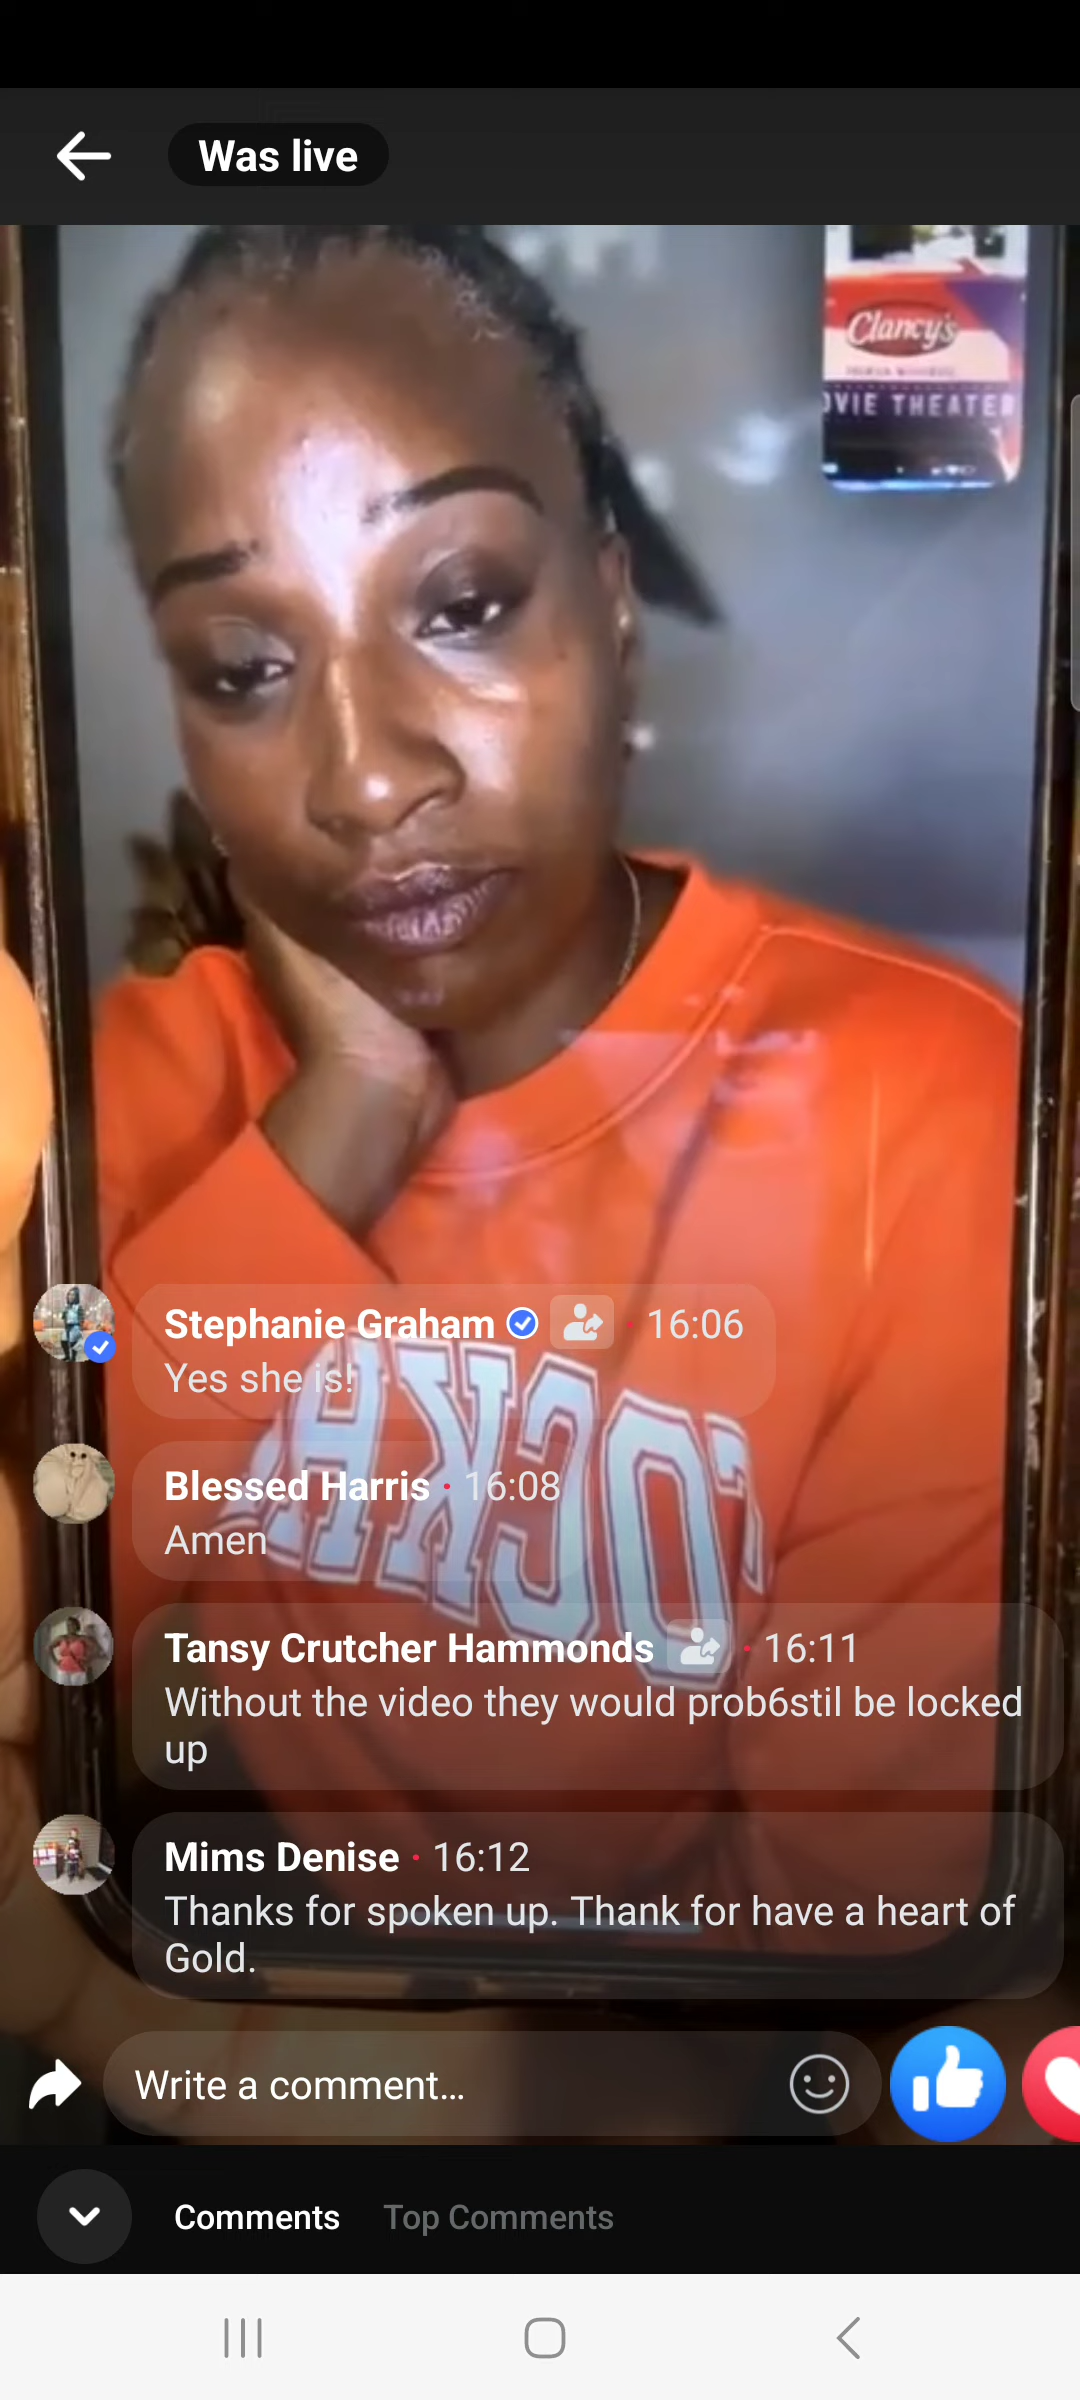 Was live
Clancy's
OVIE THEATER
Stephanie Graham · 16:06
Yes she is!
Blessed Harris · 16:08
Amen
Tansy Crutcher Hammonds · 16:11
Without the video they would prob6stil be locked
up
Mims Denise · 16:12
Thanks for spoken up. Thank for have a heart of
Gold.
Write a comment...
Comments Top Comments